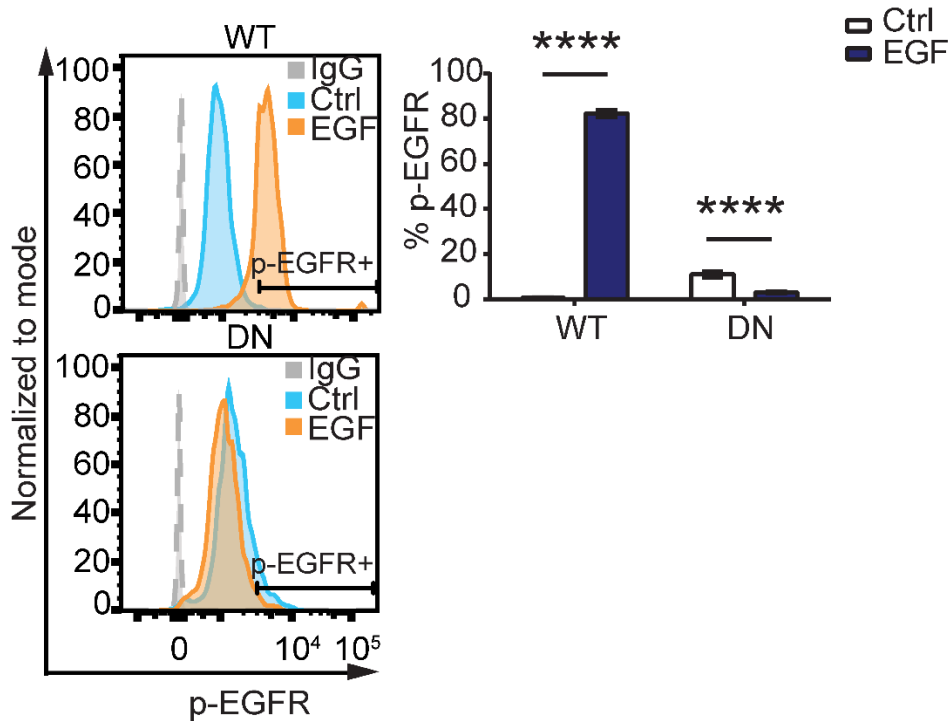 WT
100
80
60
40
20
0
IgG
Ctrl
EGF
p-EGFR+
DN
100
80
60
40
20
0
IgG
Ctrl
EGF
p-EGFR+
0 10⁴ 10⁵
p-EGFR
Normalized to mode
Ctrl
EGF
**** ****
% p-EGFR
100
80
60
40
20
0
WT DN